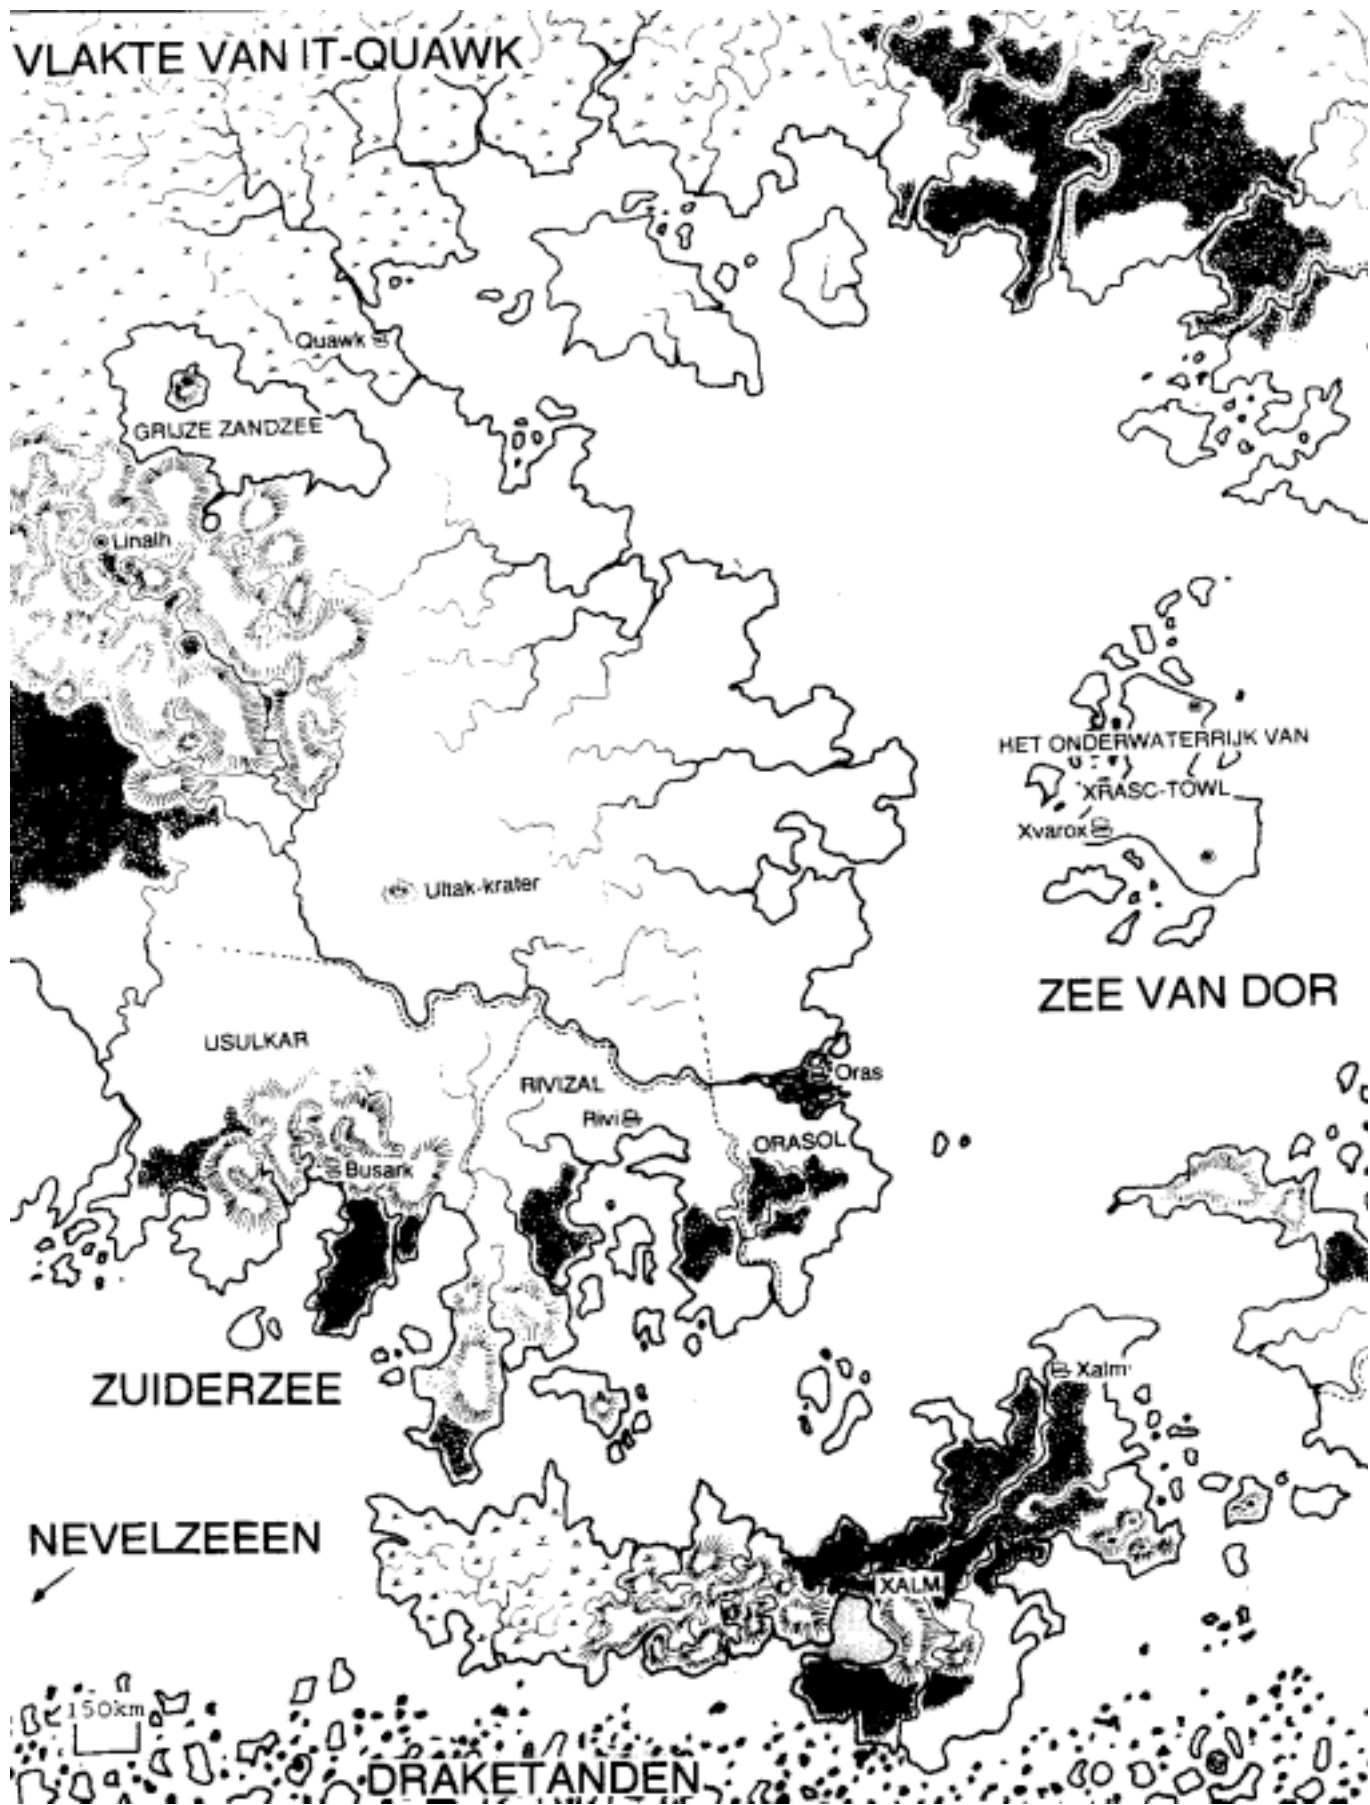 VLAKTE VAN IT-QUAWK
Quawk
GRIJZE ZANDZEE
Linalh
HET ONDERWATERRIJK VAN
XRASC-TOWL
Xvarox
Ultak-krater
ZEE VAN DOR
USULKAR
RIVIZAL
Oras
Rivi
ORASOL
Busark
Xalm
ZUIDERZEE
NEVELZEEEN
XALM
150km
DRAKETANDEN